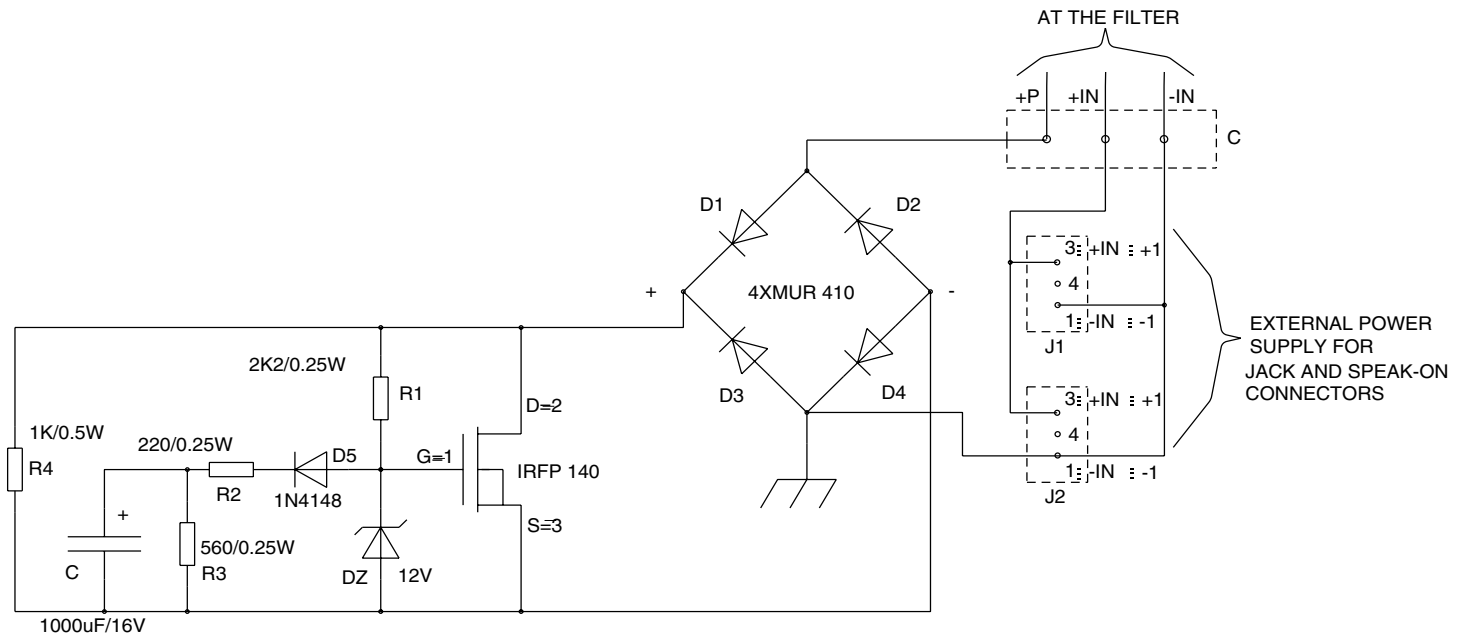 AT THE FILTER
+P
+IN
-IN
C
D1
D2
3 +IN +1
4
+
4XMUR 410
-
1 -IN -1
J1
EXTERNAL POWER
SUPPLY FOR
JACK AND SPEAK-ON
CONNECTORS
2K2/0.25W
R1
D3
D4
3 +IN +1
4
1 -IN -1
J2
D=2
1K/0.5W
R4
220/0.25W
R2
D5
1N4148
G=1
IRFP 140
S=3
+
C
1000uF/16V
560/0.25W
R3
DZ
12V